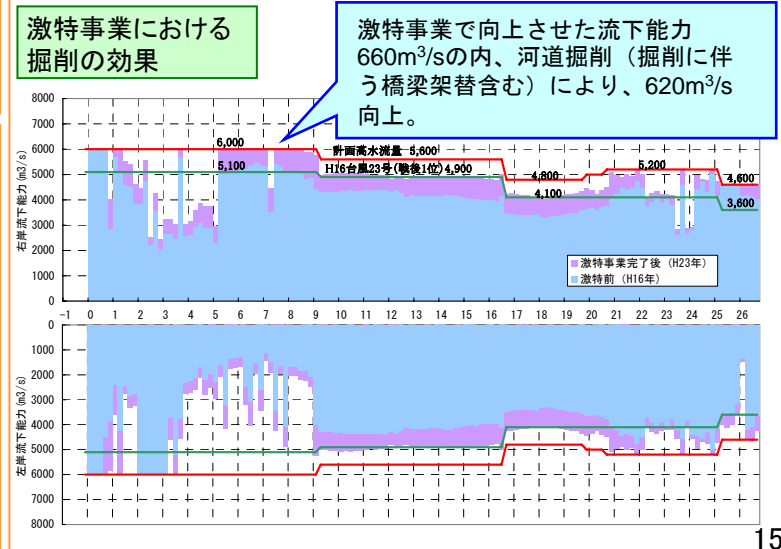 激特事業における
掘削の効果
激特事業で向上させた流下能力
660m³/sの内、河道掘削（掘削に伴
う橋梁架替含む）により、620m³/s
向上。
8000
7000
6000
5000
4000
3000
2000
1000
0
右岸流下能力(m3/s)
6,000
計画高水流量 5,600
5,100
H16台風23号(戦後1位)4,900
4,800
4,100
5,200
4,600
3,600
激特事業完了後（H23年）
激特前（H16年）
-1 0 1 2 3 4 5 6 7 8 9 10 11 12 13 14 15 16 17 18 19 20 21 22 23 24 25 26
0
1000
2000
3000
4000
5000
6000
7000
8000
左岸流下能力(m3/s)
15